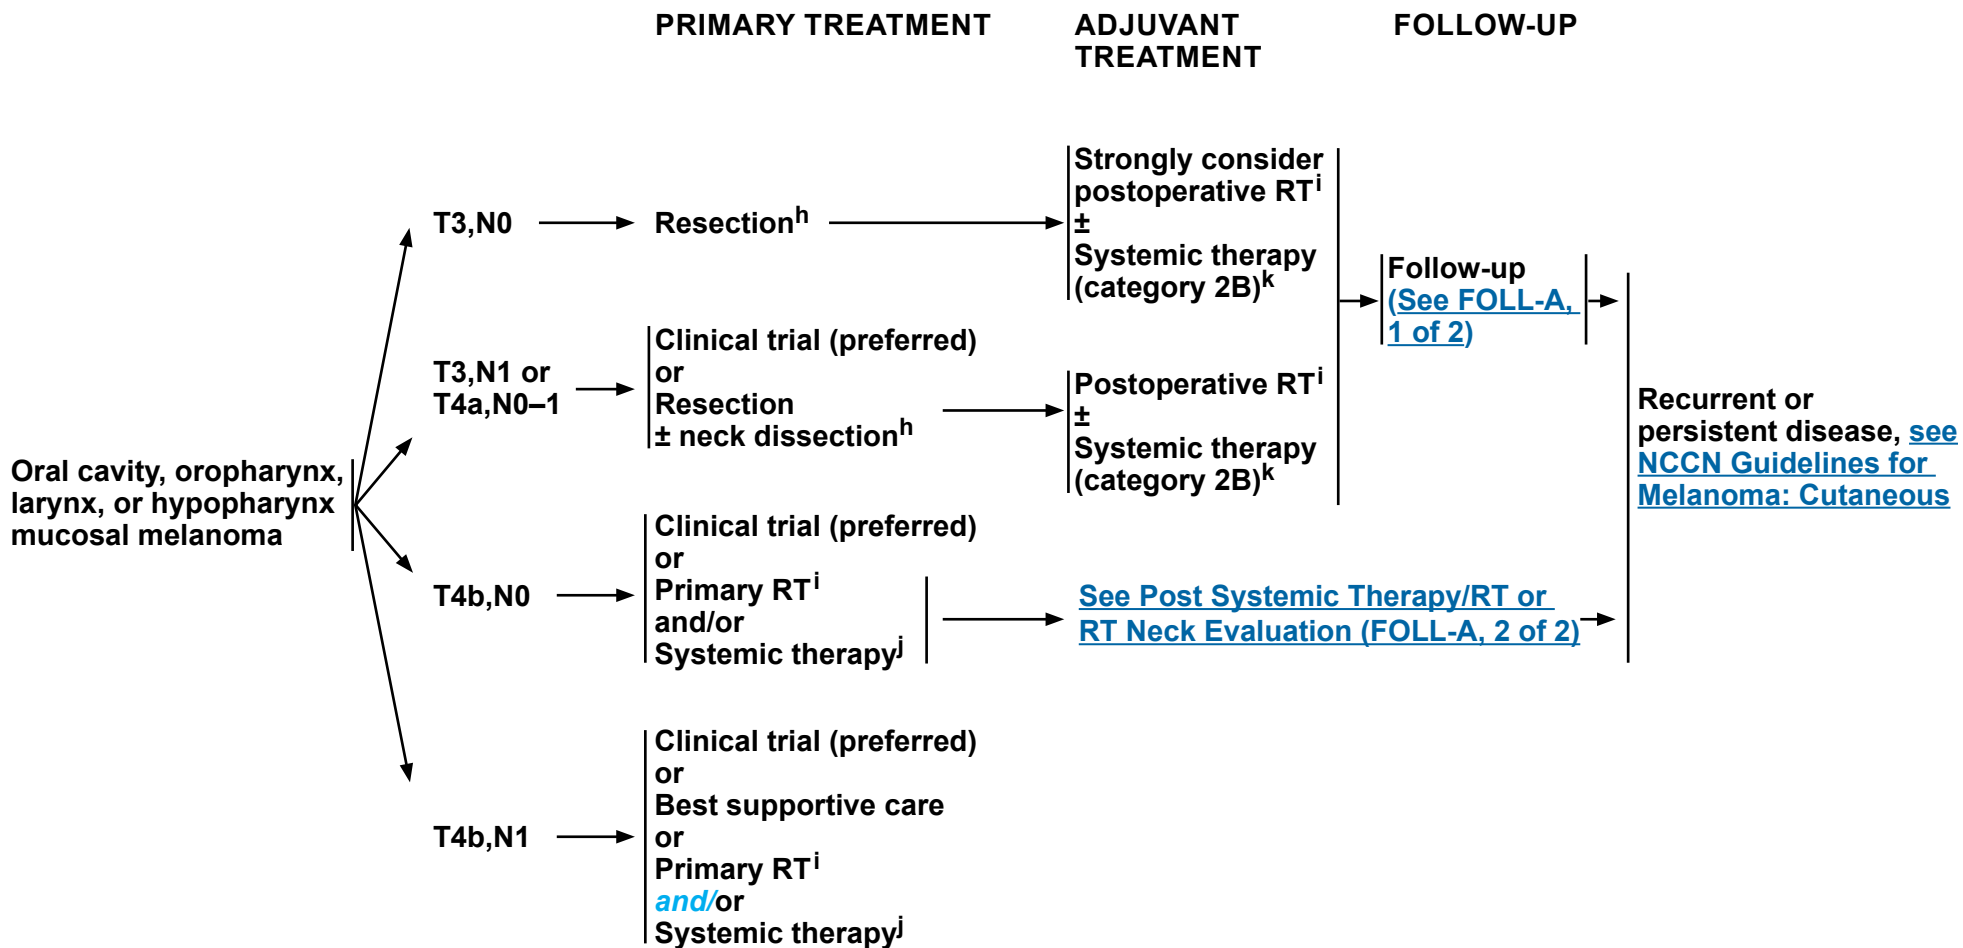 PRIMARY TREATMENT
ADJUVANT
TREATMENT
FOLLOW-UP
Oral cavity, oropharynx,
larynx, or hypopharynx
mucosal melanoma
T3,N0
Resectionh
Strongly consider
postoperative RTi
±
Systemic therapy
(category 2B)k
T3,N1 or
T4a,N0–1
Clinical trial (preferred)
or
Resection
± neck dissectionh
Postoperative RTi
±
Systemic therapy
(category 2B)k
Follow-up
(See FOLL-A,
1 of 2)
T4b,N0
Clinical trial (preferred)
or
Primary RTi
and/or
Systemic therapyj
See Post Systemic Therapy/RT or
RT Neck Evaluation (FOLL-A, 2 of 2)
Recurrent or
persistent disease, see
NCCN Guidelines for
Melanoma: Cutaneous
T4b,N1
Clinical trial (preferred)
or
Best supportive care
or
Primary RTi
and/or
Systemic therapyj